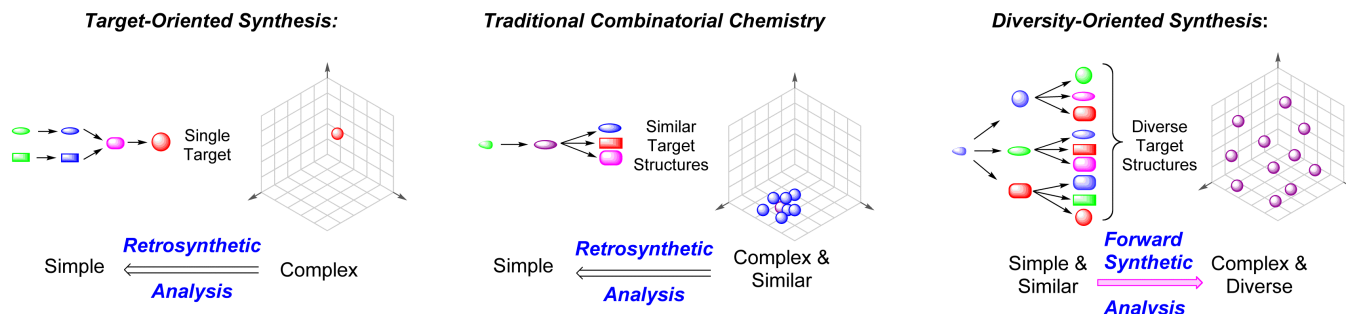 Target-Oriented Synthesis:
Single
Target
Retrosynthetic
Simple
Complex
Analysis
Traditional Combinatorial Chemistry
Similar
Target
Structures
Retrosynthetic
Simple
Complex &
Similar
Analysis
Diversity-Oriented Synthesis:
Diverse
Target
Structures
Forward
Synthetic
Simple &
Similar
Complex &
Diverse
Analysis